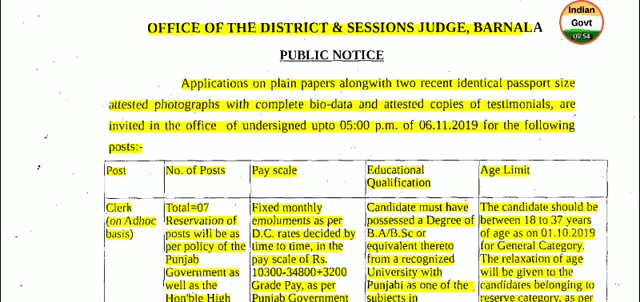 OFFICE OF THE DISTRICT & SESSIONS JUDGE, BARNALA
Indian
Govt
00:54
PUBLIC NOTICE
Applications on plain papers alongwith two recent identical passport size
attested photographs with complete bio-data and attested copies of testimonials, are
invited in the office of undersigned upto 05:00 p.m. of 06.11.2019 for the following
posts:-
Post No. of Posts Pay scale Educational Qualification Age Limit
Clerk
(on Adhoc
basis)
Total=07
Reservation of
posts will be as
per policy of the
Punjab
Government as
well as the
Hon'ble High
Fixed monthly
emoluments as per
D.C. rates decided by
time to time, in the
pay scale of Rs.
10300-34800+3200
Grade Pay, as per
Punjab Government
Candidate must have
possessed a Degree of
B.A/B.Sc or
equivalent thereto
from a recognized
University with
Punjabi as one of the
subjects in
The candidate should be
between 18 to 37 years
of age as on 01.10.2019
for General Category.
The relaxation of age
will be given to the
candidates belonging to
reserve category, as per